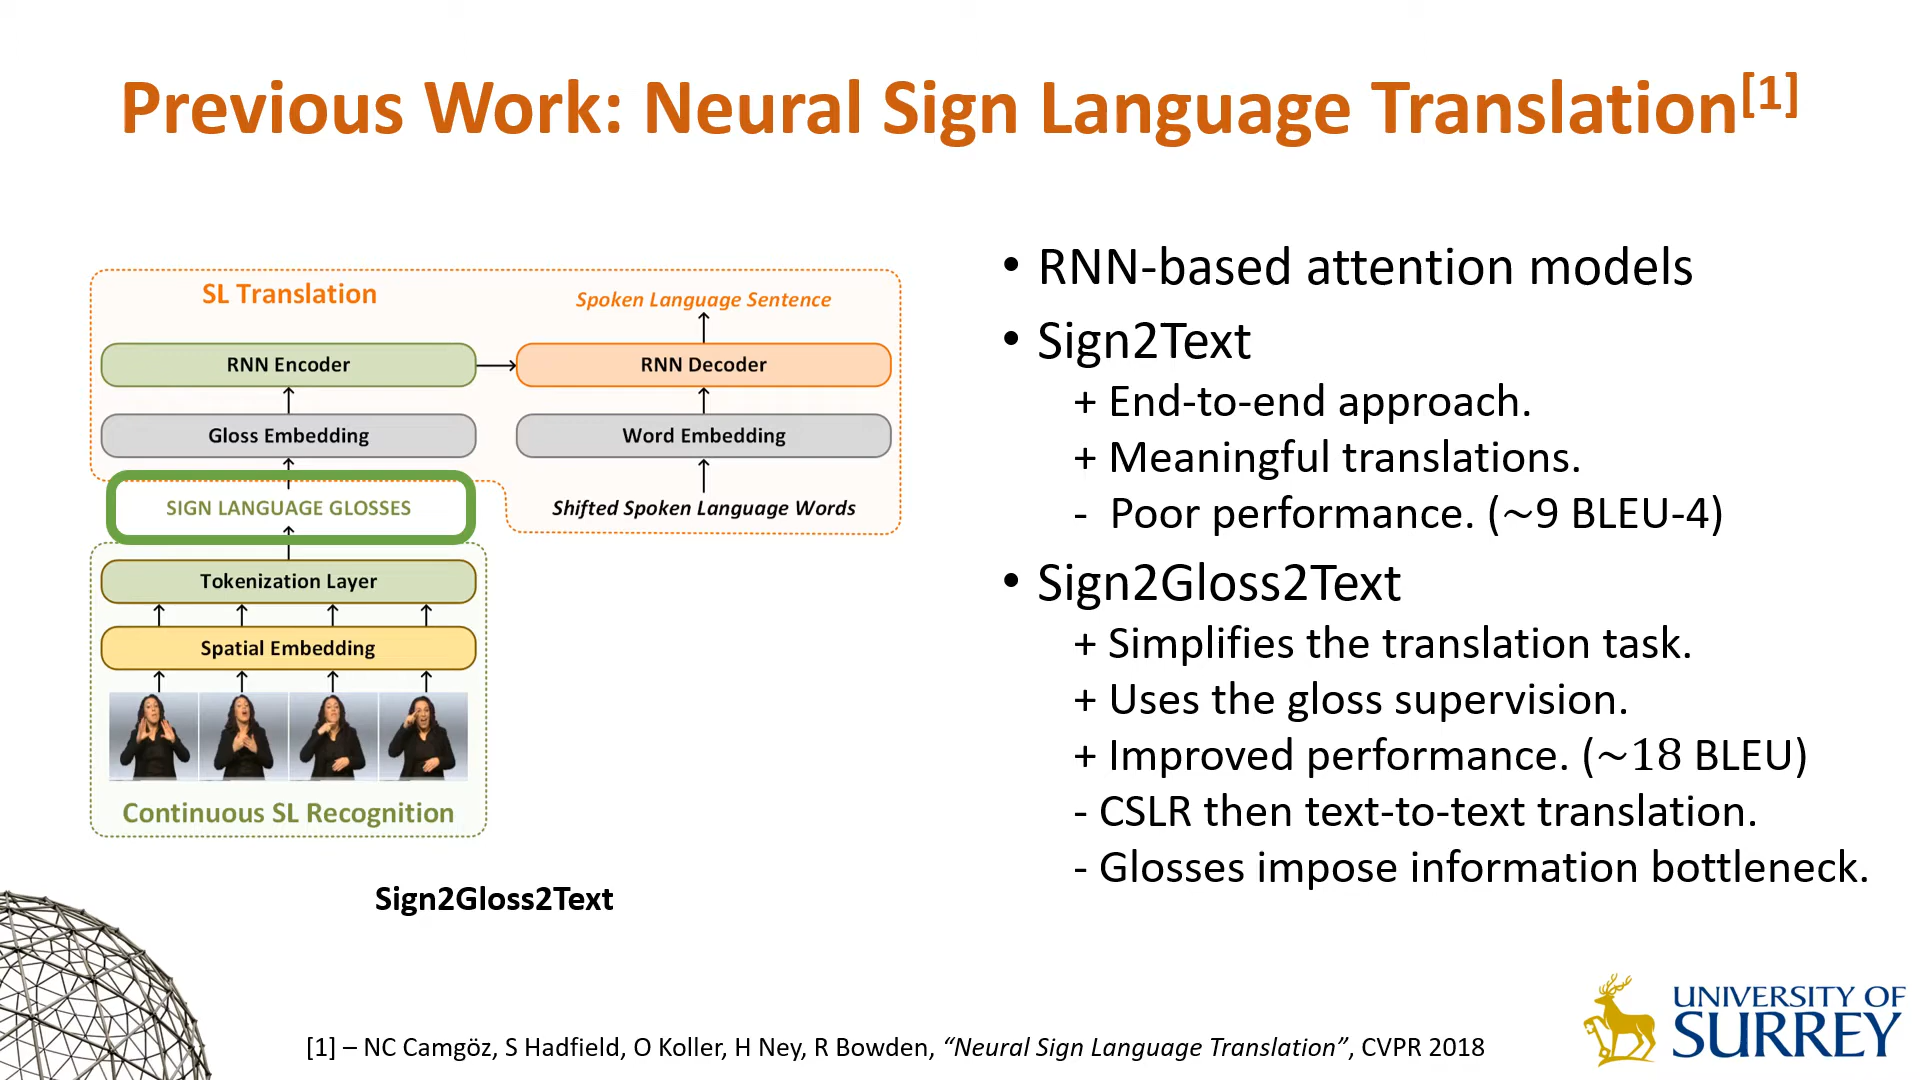 Previous Work: Neural Sign Language Translation[1]
SL Translation
Spoken Language Sentence
RNN Encoder
RNN Decoder
Gloss Embedding
Word Embedding
SIGN LANGUAGE GLOSSES
Shifted Spoken Language Words
Tokenization Layer
Spatial Embedding
Continuous SL Recognition
Sign2Gloss2Text
• RNN-based attention models
• Sign2Text
+ End-to-end approach.
+ Meaningful translations.
- Poor performance. (~9 BLEU-4)
• Sign2Gloss2Text
+ Simplifies the translation task.
+ Uses the gloss supervision.
+ Improved performance. (~18 BLEU)
- CSLR then text-to-text translation.
- Glosses impose information bottleneck.
[1] – NC Camgöz, S Hadfield, O Koller, H Ney, R Bowden, “Neural Sign Language Translation”, CVPR 2018
UNIVERSITY OF
SURREY